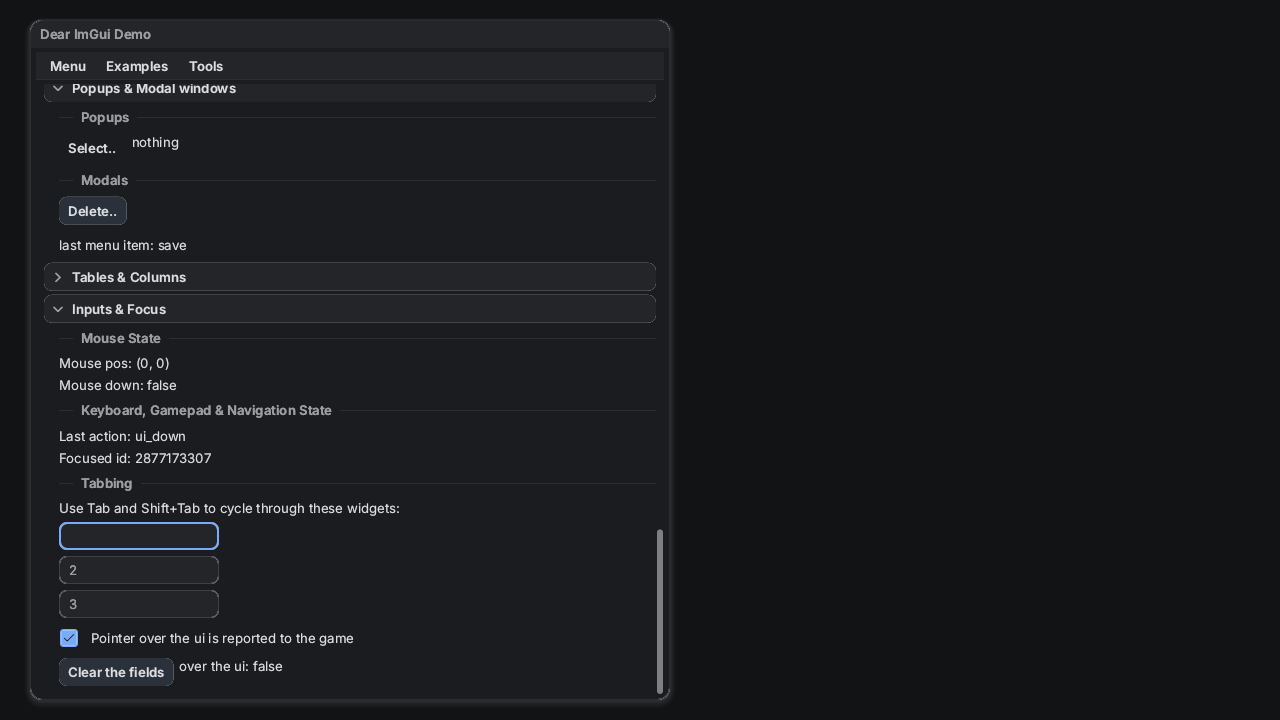 Dear ImGui Demo
Menu Examples Tools
Popups & Modal windows
Popups
Select.. nothing
Modals
Delete..
last menu item: save
Tables & Columns
Inputs & Focus
Mouse State
Mouse pos: (0, 0)
Mouse down: false
Keyboard, Gamepad & Navigation State
Last action: ui_down
Focused id: 2877173307
Tabbing
Use Tab and Shift+Tab to cycle through these widgets:
2
3
Pointer over the ui is reported to the game
Clear the fields over the ui: false